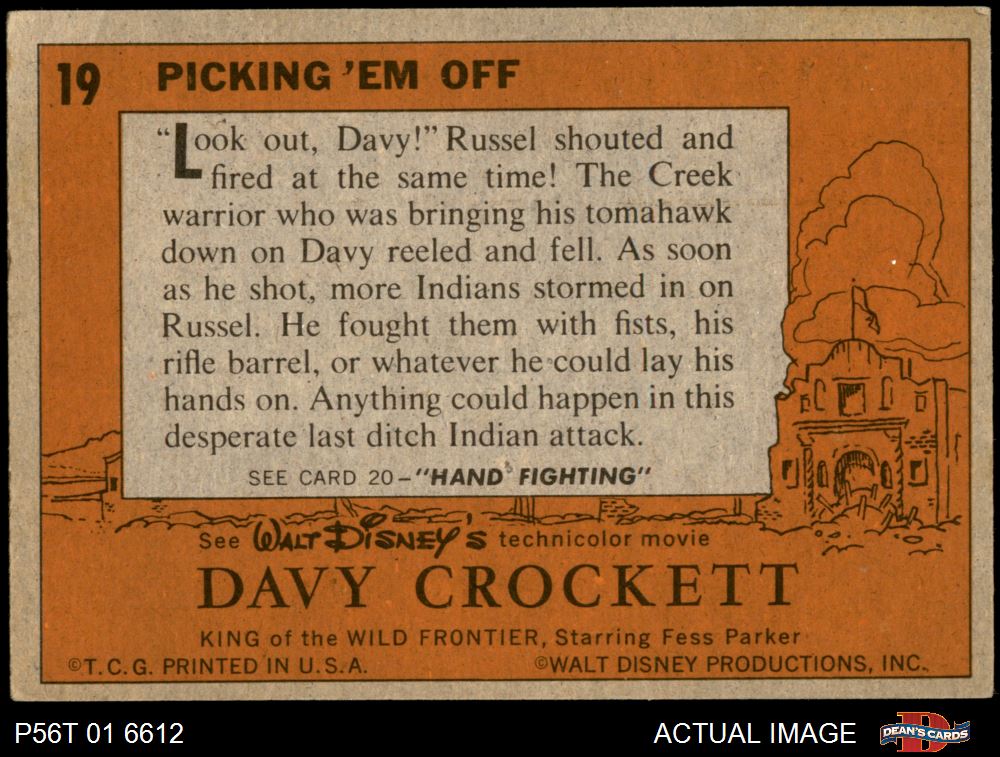 19 PICKING 'EM OFF
"Look out, Davy!" Russel shouted and
fired at the same time! The Creek
warrior who was bringing his tomahawk
down on Davy reeled and fell. As soon
as he shot, more Indians stormed in on
Russel. He fought them with fists, his
rifle barrel, or whatever he could lay his
hands on. Anything could happen in this
desperate last ditch Indian attack.
SEE CARD 20–"HAND FIGHTING"
See WALT DISNEY'S technicolor movie
DAVY CROCKETT
KING of the WILD FRONTIER, Starring Fess Parker
©T.C.G. PRINTED IN U.S.A. ©WALT DISNEY PRODUCTIONS, INC.
P56T 01 6612 ACTUAL IMAGE D DEAN'S CARDS